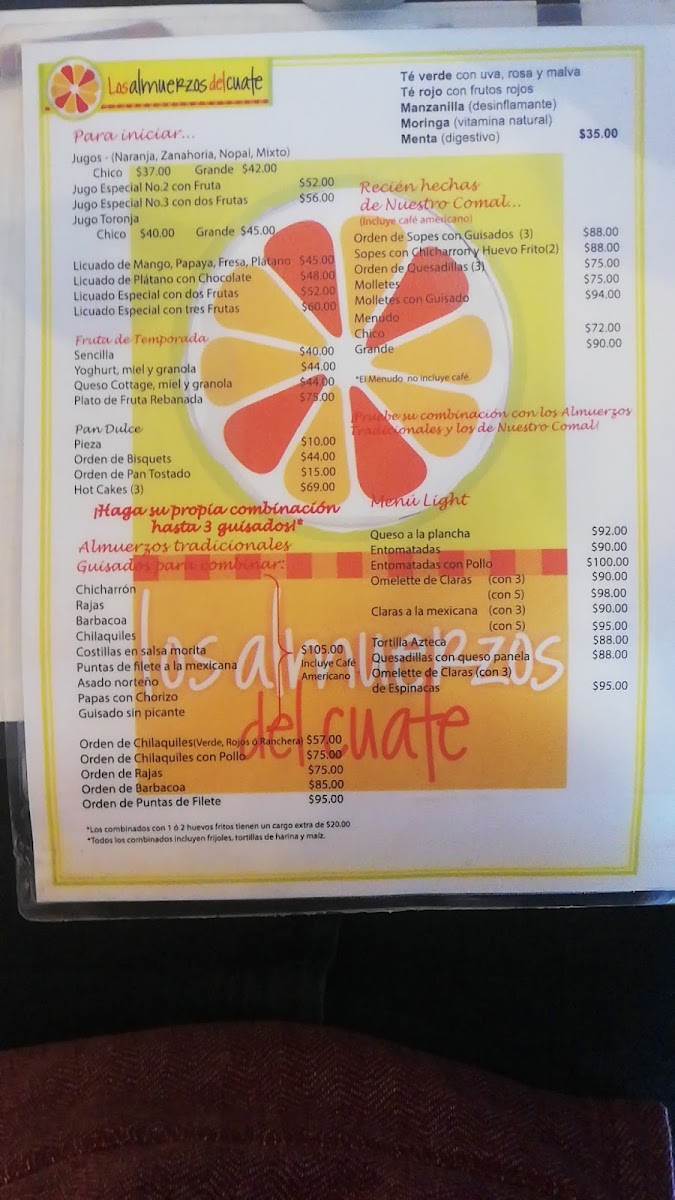 Los almuerzos del cuate
Té verde con uva, rosa y malva
Té rojo con frutos rojos
Manzanilla (desinflamante)
Moringa (vitamina natural)
Menta (digestivo) $35.00
Para iniciar...
Jugos - (Naranja, Zanahoria, Nopal, Mixto)
Chico $37.00 Grande $42.00
Jugo Especial No.2 con Fruta $52.00
Jugo Especial No.3 con dos Frutas $56.00
Jugo Toronja
Chico $40.00 Grande $45.00
Licuado de Mango, Papaya, Fresa, Plátano $45.00
Licuado de Plátano con Chocolate $48.00
Licuado Especial con dos Frutas $52.00
Licuado Especial con tres Frutas $60.00
Fruta de Temporada
Sencilla $40.00
Yoghurt, miel y granola $44.00
Queso Cottage, miel y granola $44.00
Plato de Fruta Rebanada $75.00
Pan Dulce
Pieza $10.00
Orden de Bisquets $44.00
Orden de Pan Tostado $15.00
Hot Cakes (3) $69.00
¡Haga su propia combinación
hasta 3 guisados!*
Almuerzos tradicionales
Guisados para combinar:
Chicharrón
Rajas
Barbacoa
Chilaquiles
Costillas en salsa morita
Puntas de filete a la mexicana
Asado norteño
Papas con Chorizo
Guisado sin picante
$105.00
Incluye Café
Americano
Orden de Chilaquiles(Verde, Rojos ó Ranchera) $57.00
Orden de Chilaquiles con Pollo $75.00
Orden de Rajas $75.00
Orden de Barbacoa $85.00
Orden de Puntas de Filete $95.00
*Los combinados con 1 ó 2 huevos fritos tienen un cargo extra de $20.00
*Todos los combinados incluyen frijoles, tortillas de harina y maíz.
Recién hechas
de Nuestro Comal...
(Incluye café americano)
Orden de Sopes con Guisados (3) $88.00
Sopes con Chicharron y Huevo Frito(2) $88.00
Orden de Quesadillas (3) $75.00
Molletes $75.00
Molletes con Guisado $94.00
Menudo
Chico $72.00
Grande $90.00
*El Menudo no incluye café
¡Pruebe su combinación con los Almuerzos
Tradicionales y los de Nuestro Comal!
Menú Light
Queso a la plancha $92.00
Entomatadas $90.00
Entomatadas con Pollo $100.00
Omelette de Claras (con 3) $90.00
(con 5) $98.00
Claras a la mexicana (con 3) $90.00
(con 5) $95.00
Tortilla Azteca $88.00
Quesadillas con queso panela $88.00
Omelette de Claras (con 3)
de Espinacas $95.00
los almuerzos
del cuate